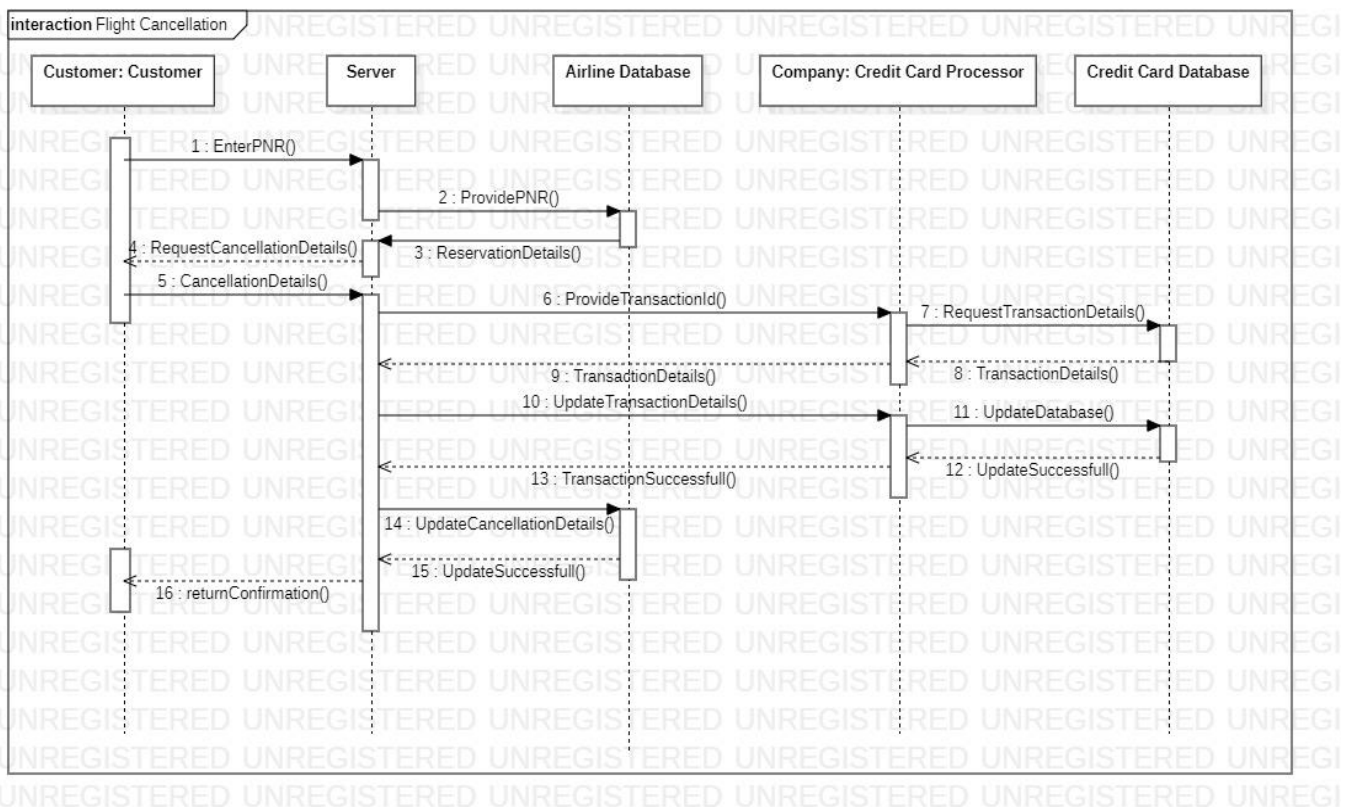 interaction Flight Cancellation
Customer: Customer
Server
Airline Database
Company: Credit Card Processor
Credit Card Database
1 : EnterPNR()
2 : ProvidePNR()
3 : ReservationDetails()
4 : RequestCancellationDetails()
5 : CancellationDetails()
6 : ProvideTransactionId()
7 : RequestTransactionDetails()
8 : TransactionDetails()
9 : TransactionDetails()
10 : UpdateTransactionDetails()
11 : UpdateDatabase()
12 : UpdateSuccessfull()
13 : TransactionSuccessfull()
14 : UpdateCancellationDetails()
15 : UpdateSuccessfull()
16 : returnConfirmation()
UNREGISTERED